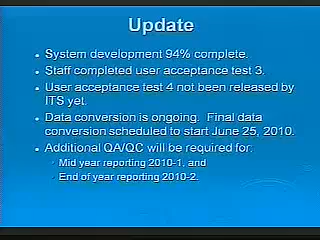 Update
• System development 94% complete.
• Staff completed user acceptance test 3.
• User acceptance test 4 not been released by
ITS yet.
• Data conversion is ongoing. Final data
conversion scheduled to start June 25, 2010.
• Additional QA/QC will be required for:
• Mid year reporting 2010-1, and
• End of year reporting 2010-2.